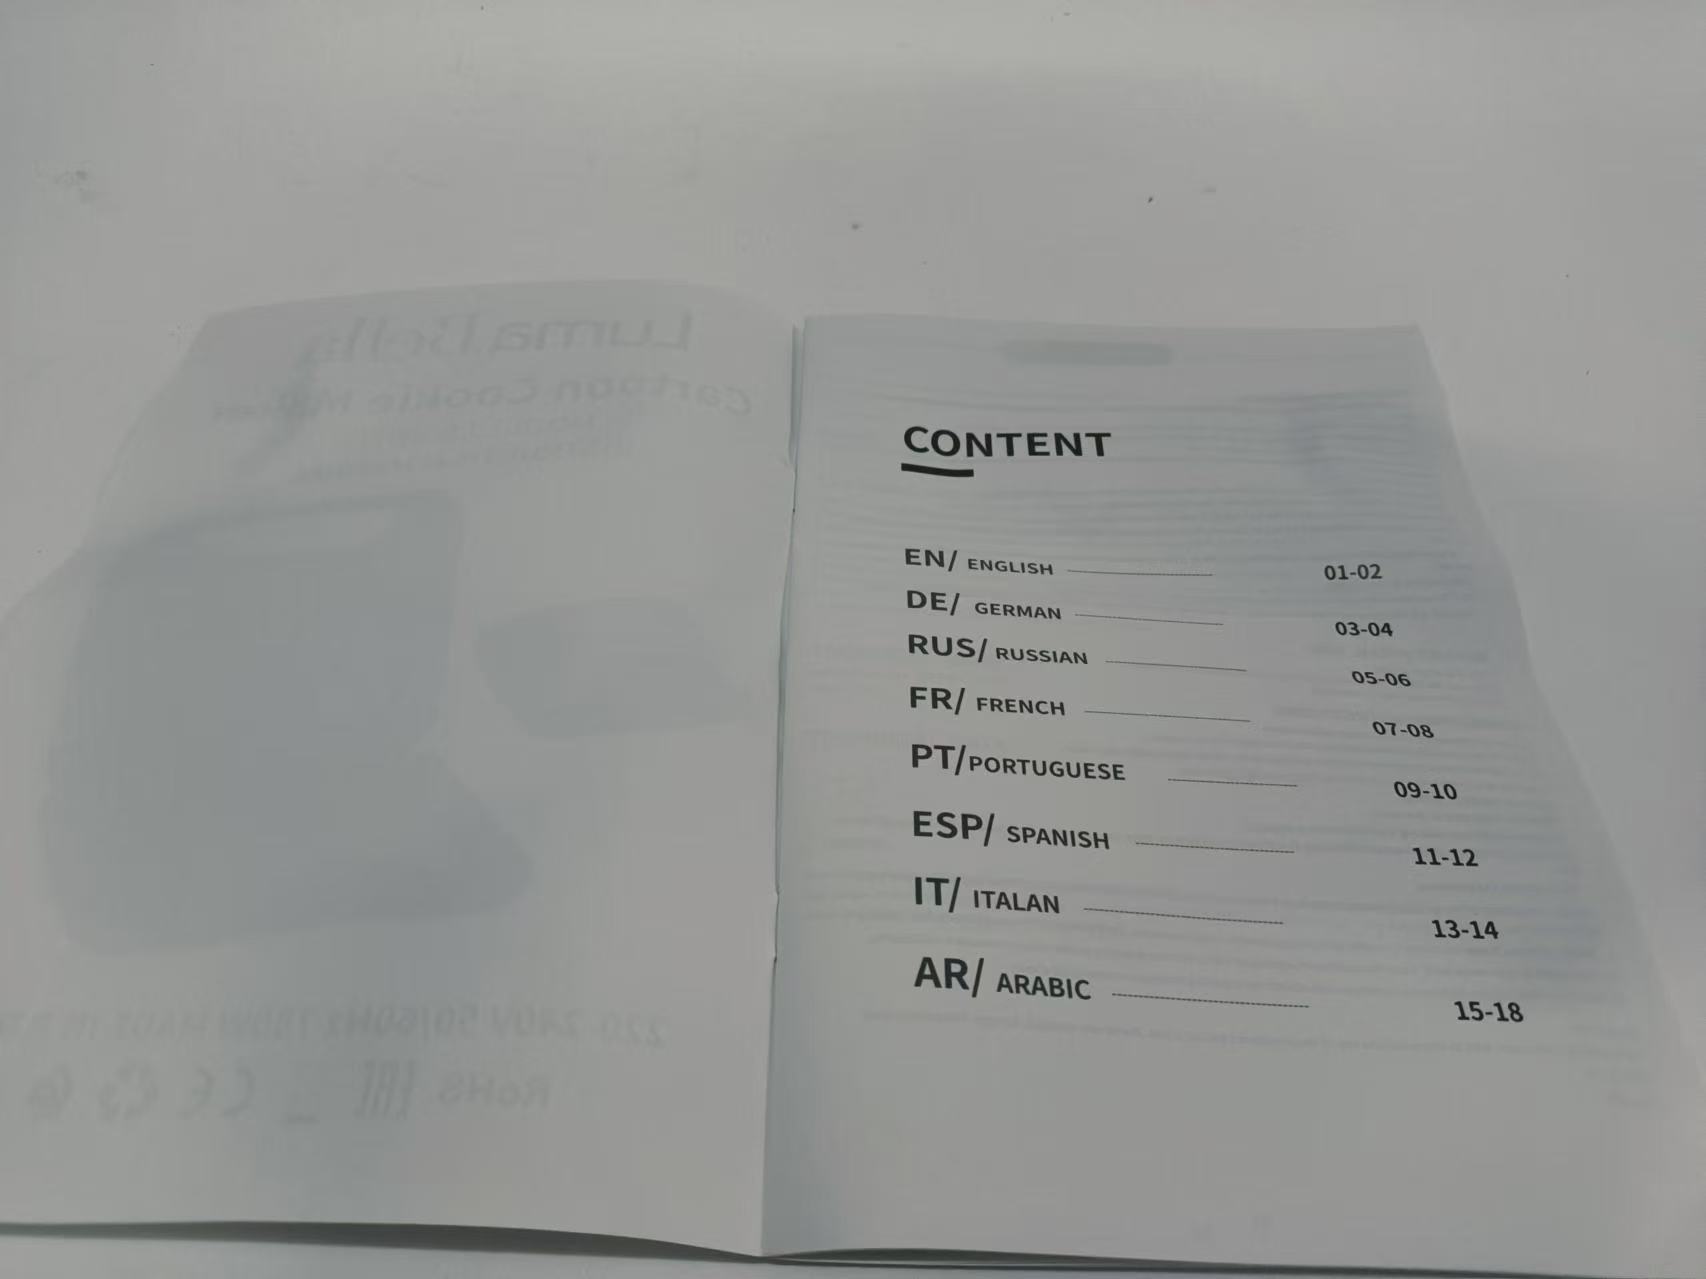 CONTENT
EN/ ENGLISH 01-02
DE/ GERMAN 03-04
RUS/ RUSSIAN 05-06
FR/ FRENCH 07-08
PT/PORTUGUESE 09-10
ESP/ SPANISH 11-12
IT/ ITALAN 13-14
AR/ ARABIC 15-18